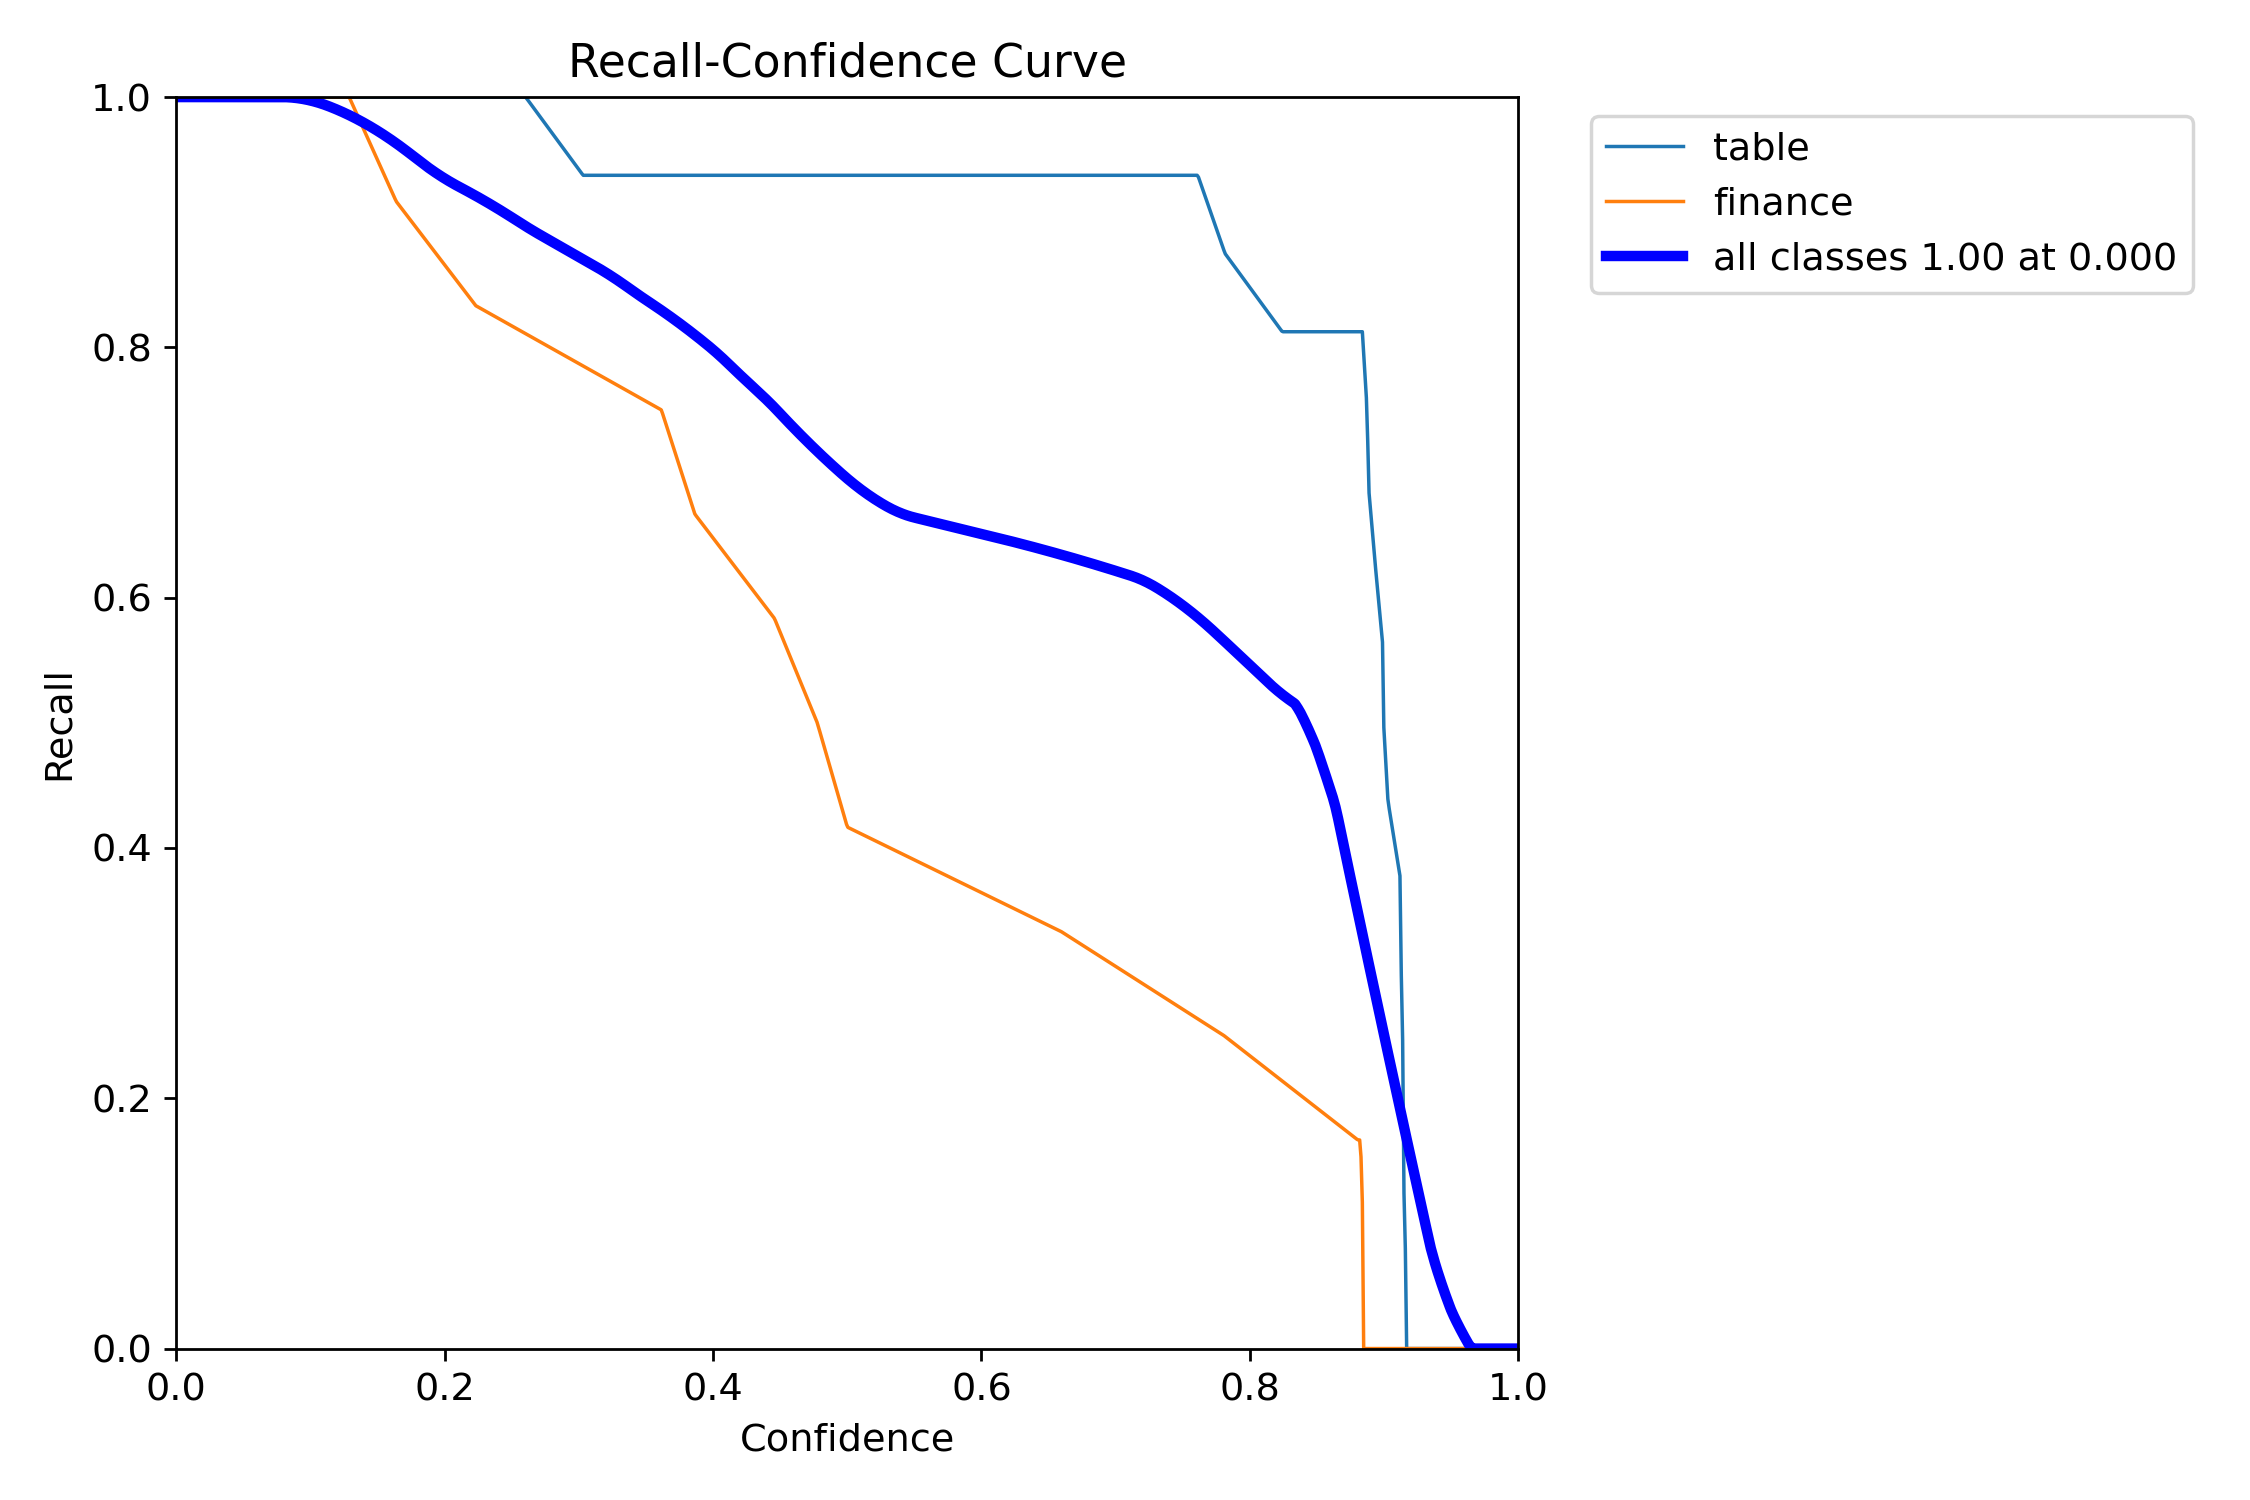 Recall-Confidence Curve
table
finance
all classes 1.00 at 0.000
1.0
0.8
0.6
0.4
0.2
0.0
Recall
0.0 0.2 0.4 0.6 0.8 1.0
Confidence